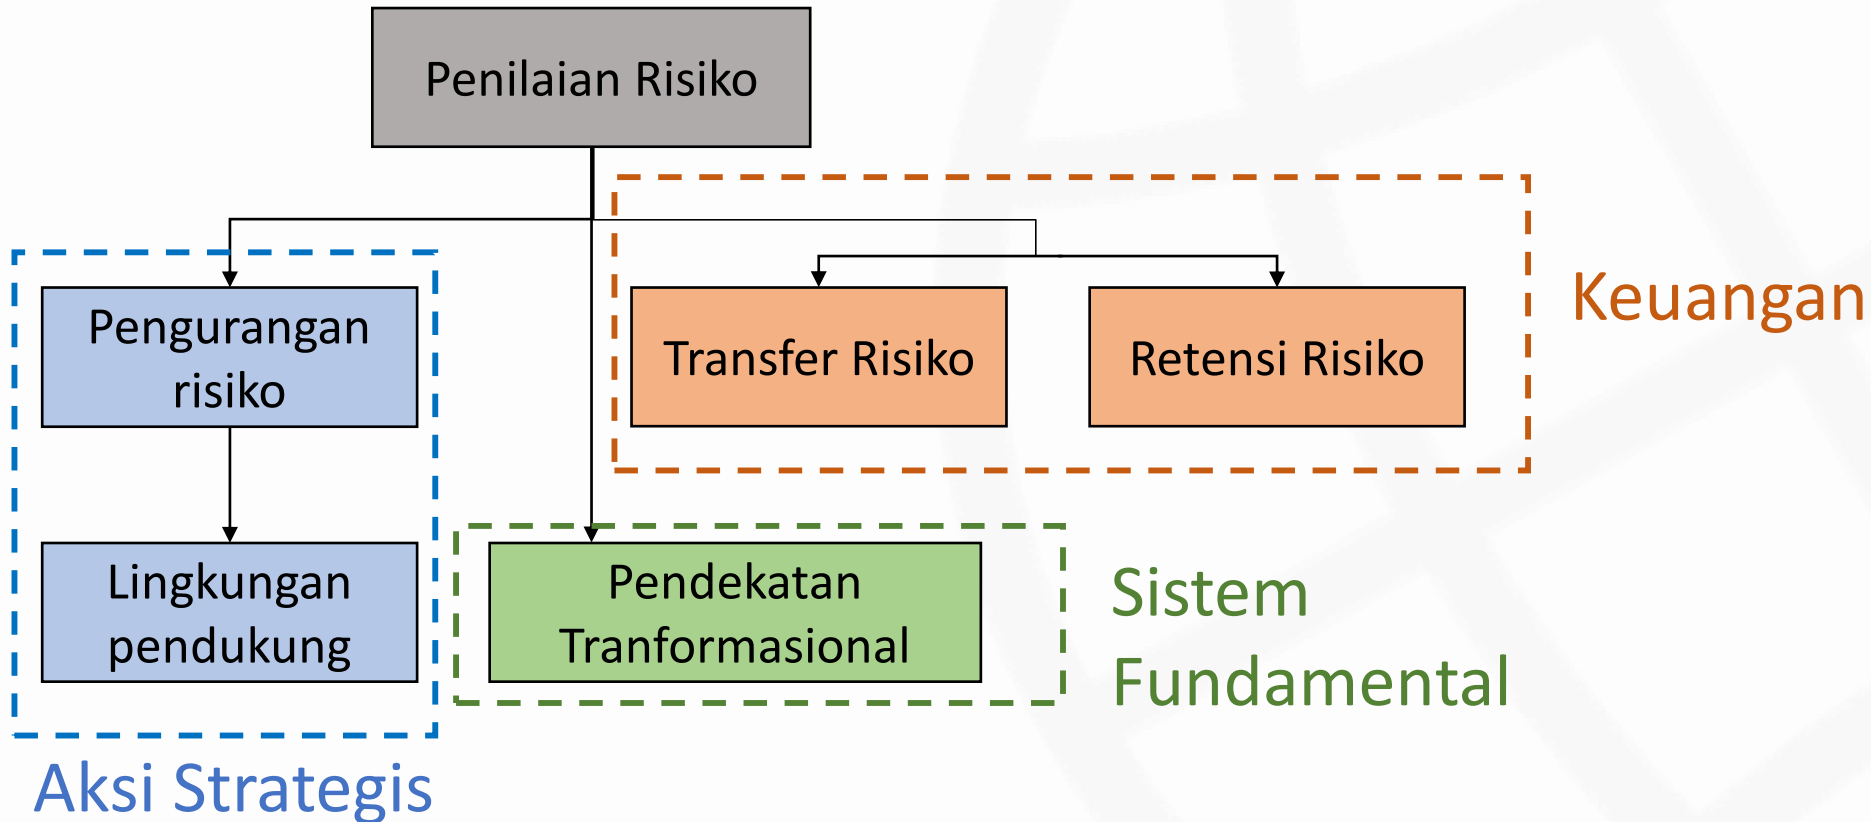 Penilaian Risiko
Pengurangan
risiko
Transfer Risiko
Retensi Risiko
Keuangan
Lingkungan
pendukung
Pendekatan
Tranformasional
Sistem
Fundamental
Aksi Strategis